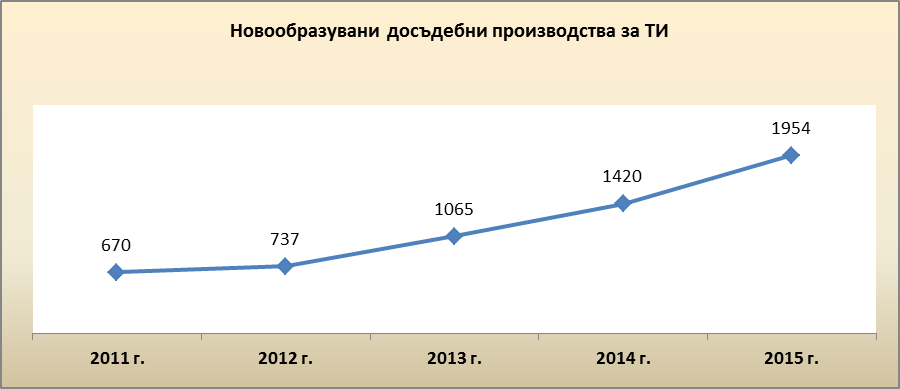 Новообразувани досъдебни производства за ТИ
670
737
1065
1420
1954
2011 г.
2012 г.
2013 г.
2014 г.
2015 г.